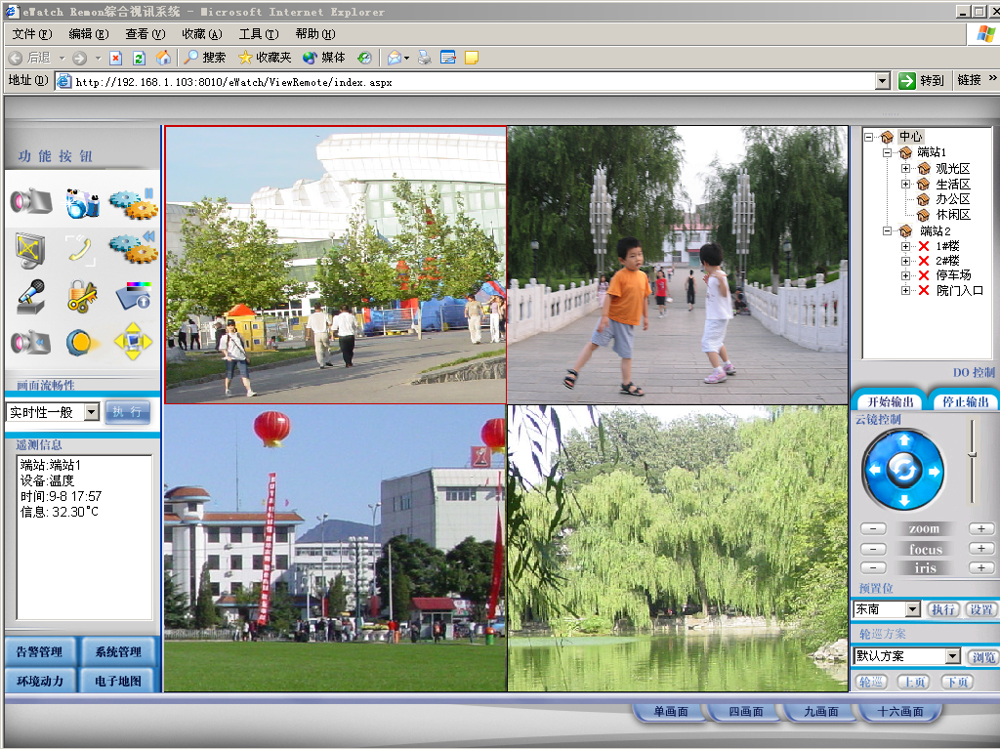 eWatch Remon综合視訊系统 - Microsoft Internet Explorer
文件(F) 编辑(E) 查看(V) 收藏(A) 工具(T) 帮助(H)
后退 搜索 收藏夹 媒体
地址(D) http://192.168.1.103:8010/eWatch/ViewRemote/index.aspx 转到 链接 »
功能按钮
画面流畅性
实时性一般 执行
遥测信息
端站:端站1
设备:温度
时间:9-8 17:57
信息: 32.30°C
告警管理 系统管理
环境动力 电子地图
中心
端站1
观光区
生活区
办公区
休闲区
端站2
1#楼
2#楼
停车场
院门入口
DO 控制
开始输出 停止输出
云镜控制
− zoom +
− focus +
− iris +
预置位
东南 执行 设置
轮巡方案
默认方案 浏览
轮巡 上页 下页
单画面 四画面 九画面 十六画面